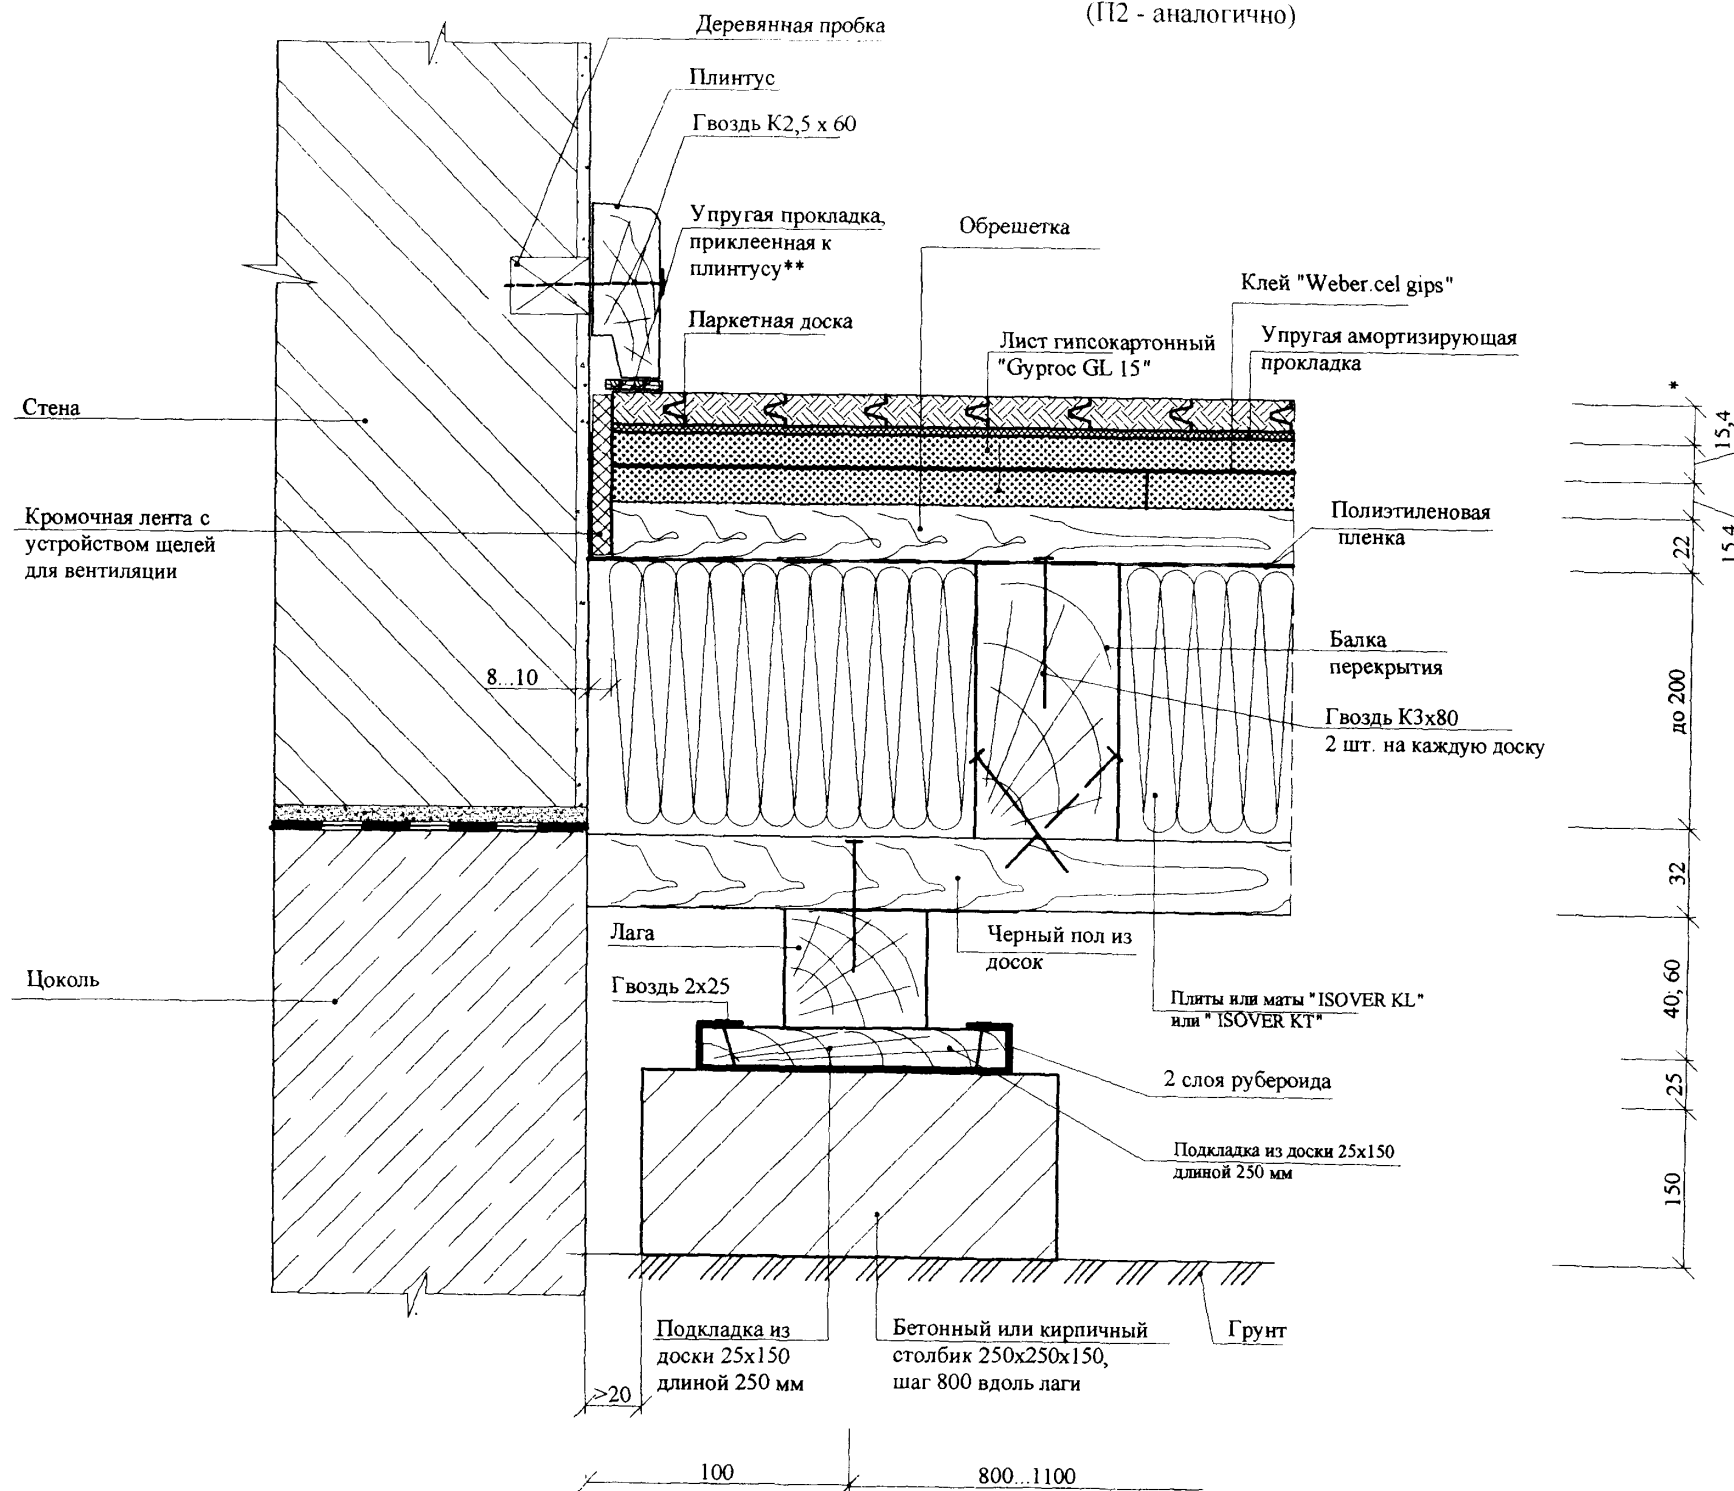 (П2 - аналогично)
Деревянная пробка
Плинтус
Гвоздь К2,5 х 60
Упругая прокладка,
приклеенная к
плинтусу**
Обрешетка
Клей "Weber.cel gips"
Паркетная доска
Лист гипсокартонный
"Gyproc GL 15"
Упругая амортизирующая
прокладка
Стена
*
15,4
Кромочная лента с
устройством щелей
для вентиляции
Полиэтиленовая
пленка
22
15,4
8...10
Балка
перекрытия
до 200
Гвоздь К3х80
2 шт. на каждую доску
32
Лага
Черный пол из
досок
Цоколь
Гвоздь 2х25
Плиты или маты "ISOVER KL"
или " ISOVER KT"
40; 60
2 слоя рубероида
25
Подкладка из доски 25х150
длиной 250 мм
150
Подкладка из
доски 25х150
длиной 250 мм
Бетонный или кирпичный
столбик 250х250х150,
шаг 800 вдоль лаги
Грунт
>20
100
800...1100